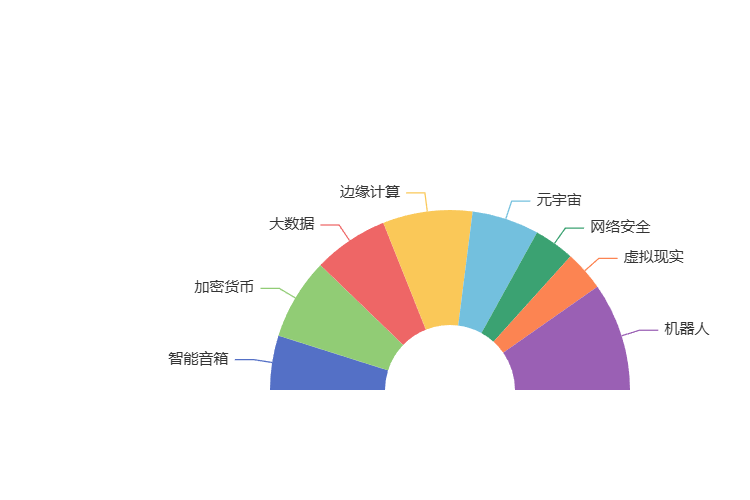 边缘计算
元宇宙
大数据
网络安全
虚拟现实
加密货币
机器人
智能音箱